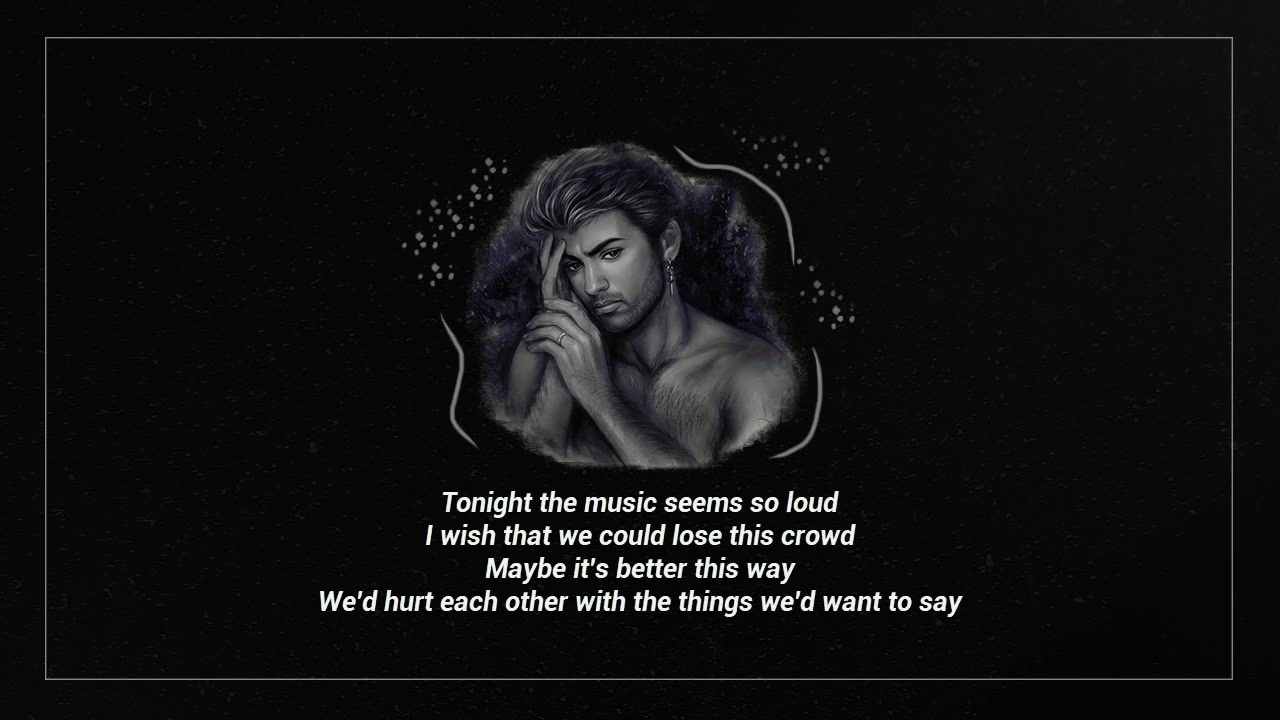 Tonight the music seems so loud
I wish that we could lose this crowd
Maybe it's better this way
We'd hurt each other with the things we'd want to say